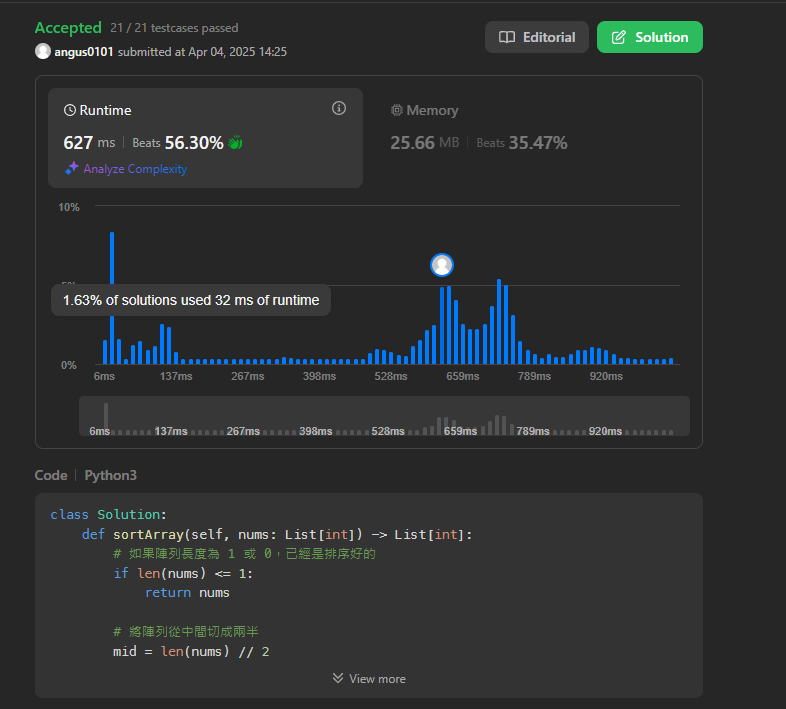 Accepted 21 / 21 testcases passed
angus0101 submitted at Apr 04, 2025 14:25
Editorial
Solution
Runtime
627 ms | Beats 56.30%
Analyze Complexity
Memory
25.66 MB | Beats 35.47%
10%
1.63% of solutions used 32 ms of runtime
0%
6ms 137ms 267ms 398ms 528ms 659ms 789ms 920ms
6ms 137ms 267ms 398ms 528ms 659ms 789ms 920ms
Code | Python3
class Solution:
    def sortArray(self, nums: List[int]) -> List[int]:
        # 如果陣列長度為 1 或 0，已經是排序好的
        if len(nums) <= 1:
            return nums
        # 將陣列從中間切成兩半
        mid = len(nums) // 2
View more